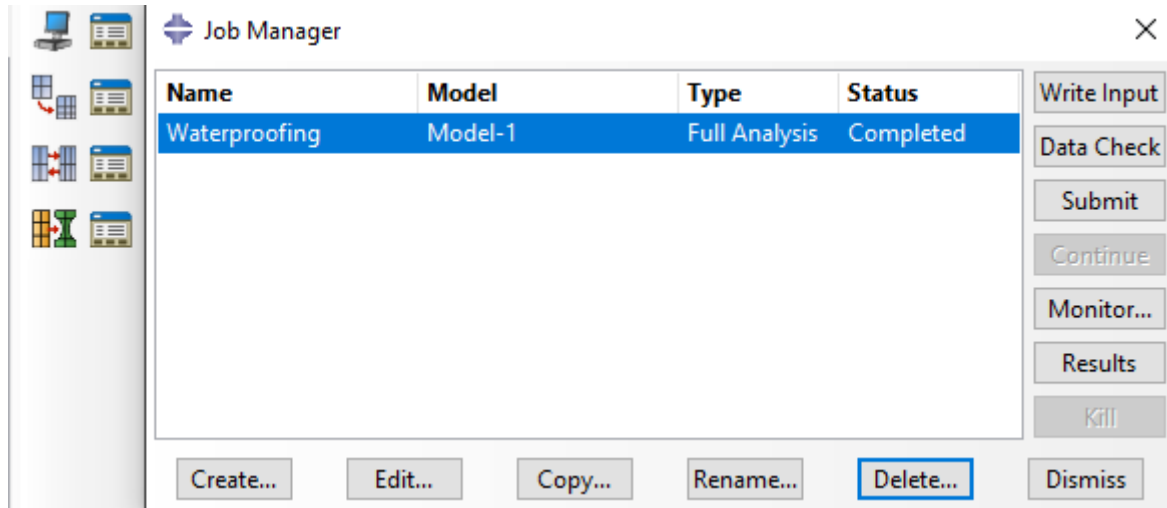 Job Manager
Name Model Type Status
Waterproofing Model-1 Full Analysis Completed
Write Input
Data Check
Submit
Continue
Monitor...
Results
Kill
Create... Edit... Copy... Rename... Delete... Dismiss